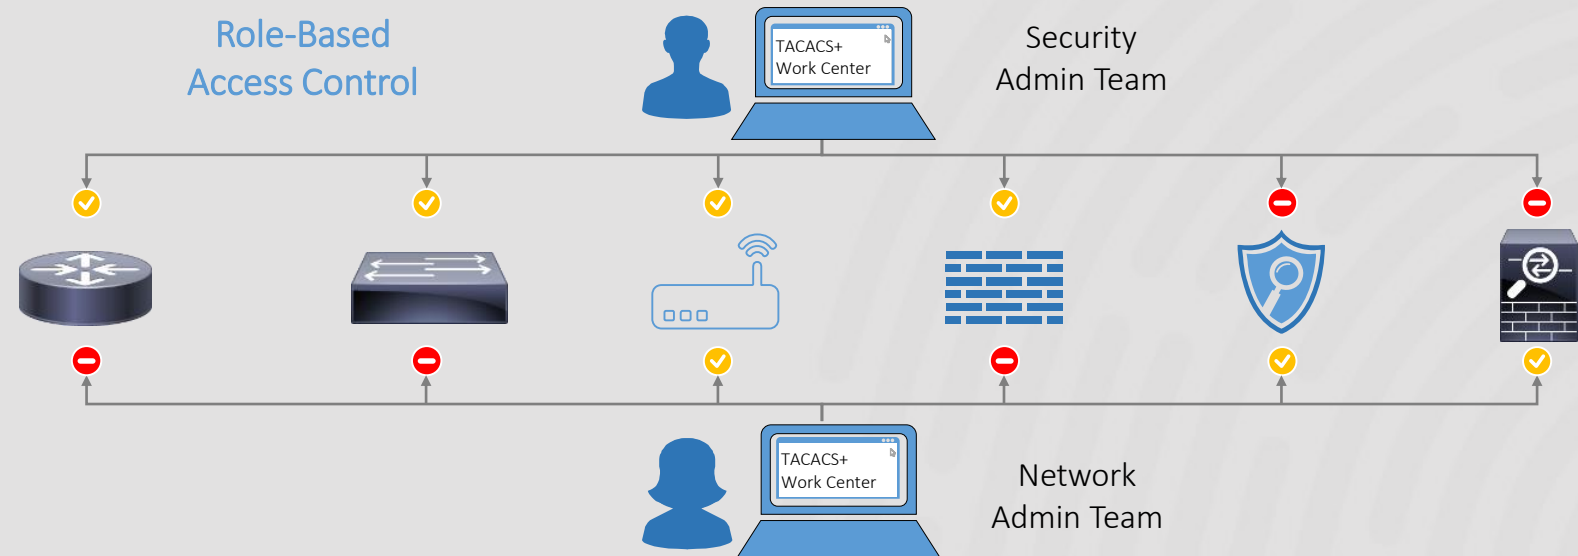 Role-Based
Access Control
TACACS+
Work Center
Security
Admin Team
TACACS+
Work Center
Network
Admin Team